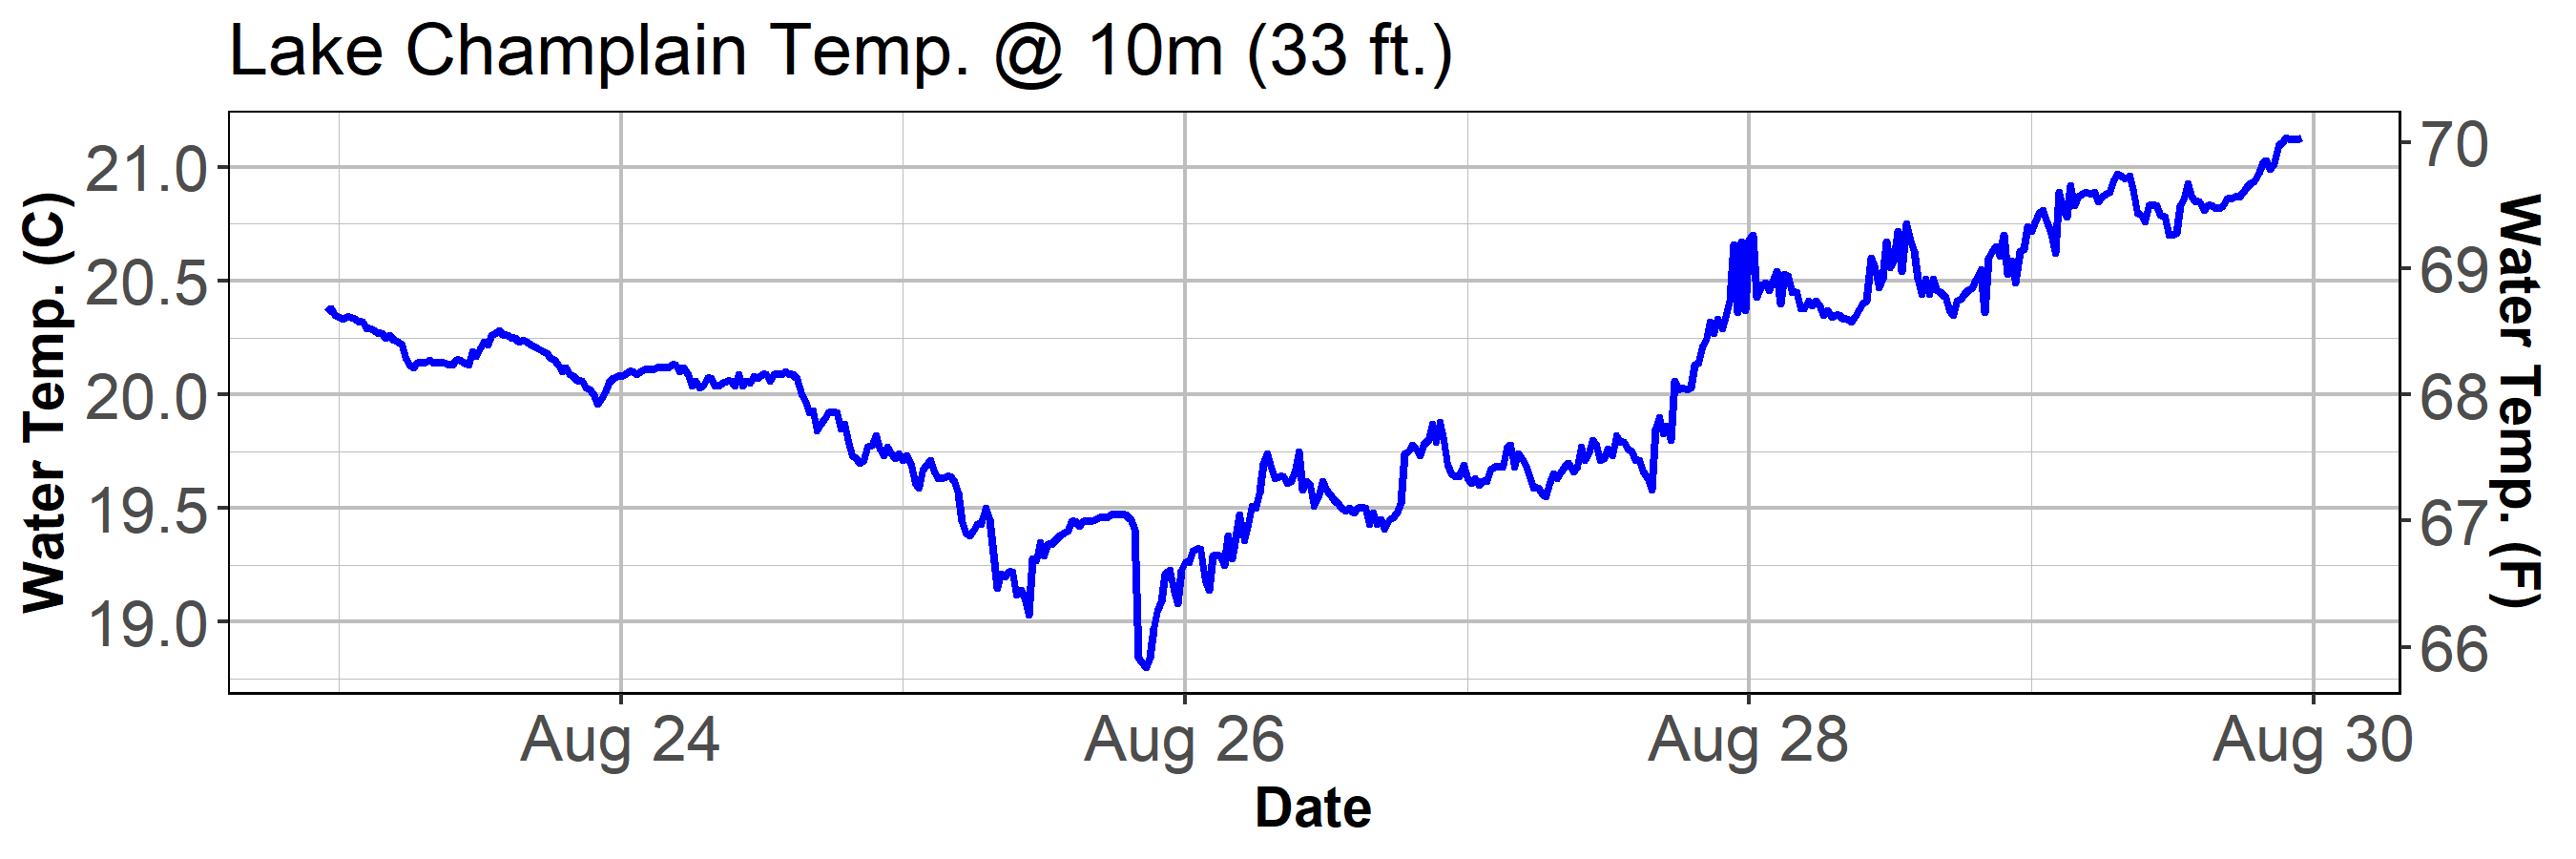 Lake Champlain Temp. @ 10m (33 ft.)
Water Temp. (C)
21.0
20.5
20.0
19.5
19.0
70
69
68
67
66
Water Temp. (F)
Aug 24 Aug 26 Aug 28 Aug 30
Date